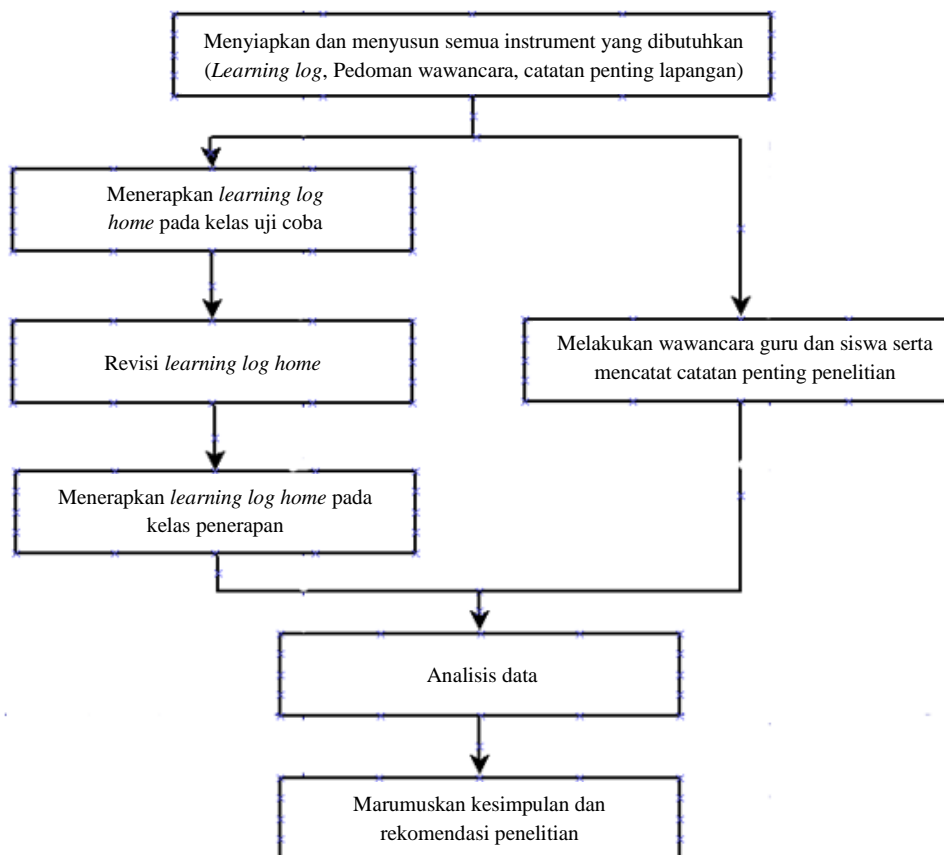 Menyiapkan dan menyusun semua instrument yang dibutuhkan
(Learning log, Pedoman wawancara, catatan penting lapangan)
Menerapkan learning log
home pada kelas uji coba
Revisi learning log home
Melakukan wawancara guru dan siswa serta
mencatat catatan penting penelitian
Menerapkan learning log home pada
kelas penerapan
Analisis data
Marumuskan kesimpulan dan
rekomendasi penelitian